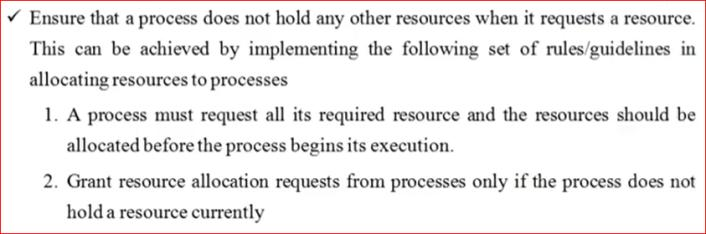 ✓ Ensure that a process does not hold any other resources when it requests a resource.
This can be achieved by implementing the following set of rules/guidelines in
allocating resources to processes
1. A process must request all its required resource and the resources should be
allocated before the process begins its execution.
2. Grant resource allocation requests from processes only if the process does not
hold a resource currently